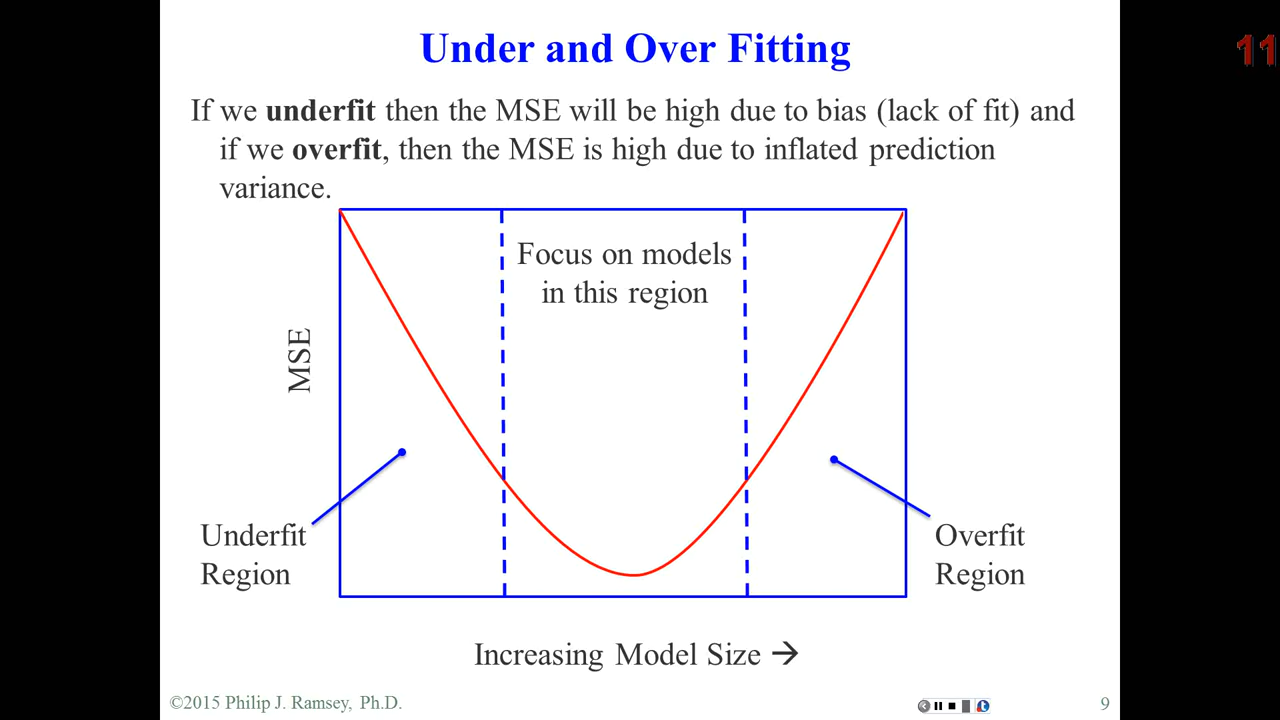 Under and Over Fitting
11
If we underfit then the MSE will be high due to bias (lack of fit) and
if we overfit, then the MSE is high due to inflated prediction
variance.
Focus on models
in this region
MSE
Underfit
Region
Overfit
Region
Increasing Model Size →
©2015 Philip J. Ramsey, Ph.D.
9